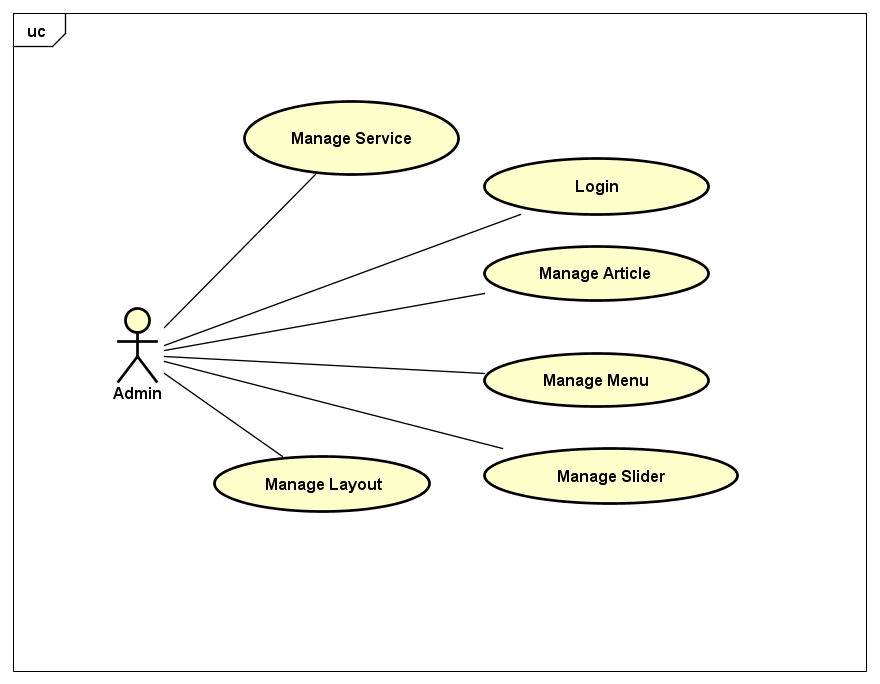 uc
Manage Service
Login
Manage Article
Manage Menu
Admin
Manage Slider
Manage Layout